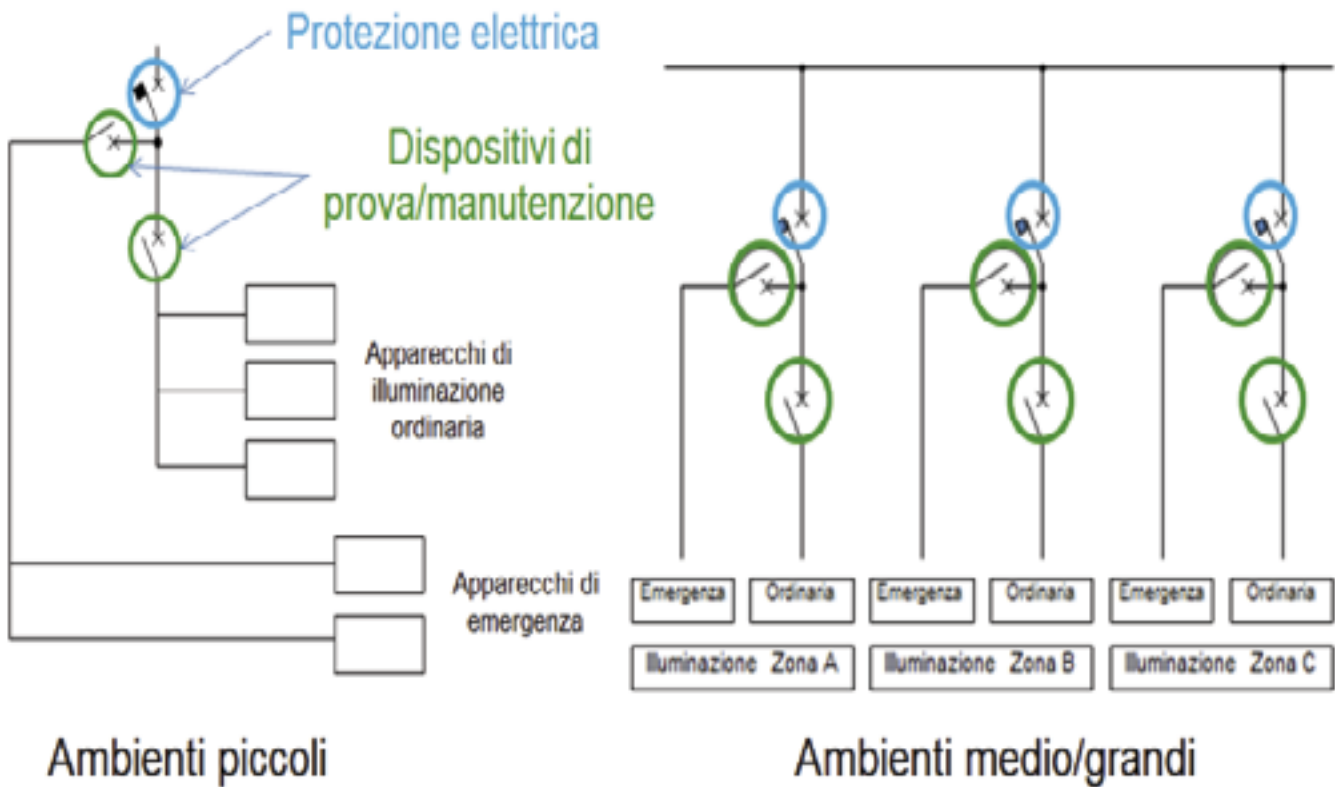 Protezione elettrica
Dispositivi di
prova/manutenzione
Apparecchi di
illuminazione
ordinaria
Apparecchi di
emergenza
Ambienti piccoli
Emergenza Ordinaria Emergenza Ordinaria Emergenza Ordinaria
Illuminazione Zona A Illuminazione Zona B Illuminazione Zona C
Ambienti medio/grandi